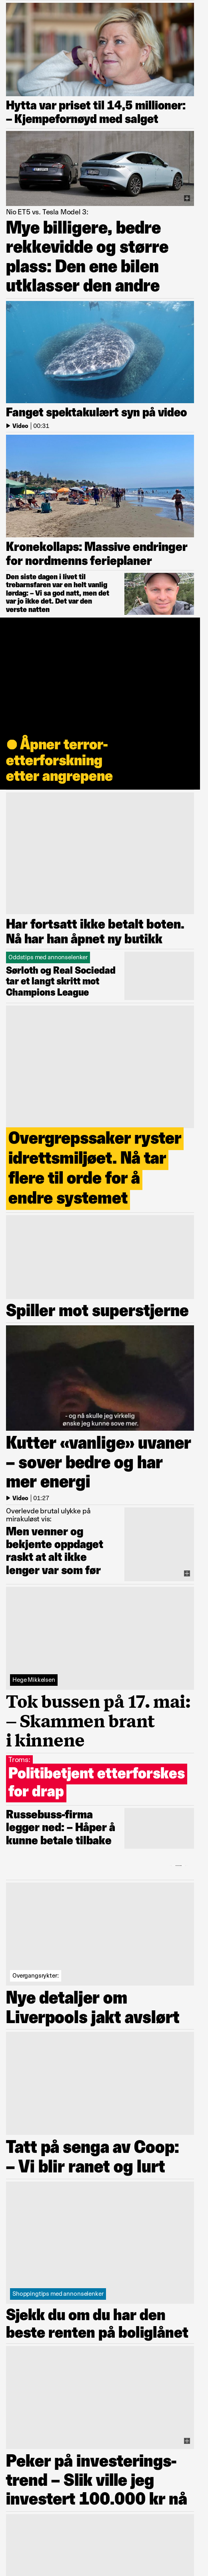 Hytta var priset til 14,5 millioner:
– Kjempefornøyd med salget
Nio ET5 vs. Tesla Model 3:
Mye billigere, bedre
rekkevidde og større
plass: Den ene bilen
utklasser den andre
Fanget spektakulært syn på video
Video | 00:31
Kronekollaps: Massive endringer
for nordmenns ferieplaner
Den siste dagen i livet til
trebarnsfaren var en helt vanlig
lørdag: – Vi sa god natt, men det
var jo ikke det. Det var den
verste natten
Åpner terror-
etterforskning
etter angrepene
Har fortsatt ikke betalt boten.
Nå har han åpnet ny butikk
Oddstips med annonselenker
Sørloth og Real Sociedad
tar et langt skritt mot
Champions League
Overgrepssaker ryster
idrettsmiljøet. Nå tar
flere til orde for å
endre systemet
Spiller mot superstjerne
- og nå skulle jeg virkelig
ønske jeg kunne sove mer.
Kutter «vanlige» uvaner
– sover bedre og har
mer energi
Video | 01:27
Overlevde brutal ulykke på
mirakuløst vis:
Men venner og
bekjente oppdaget
raskt at alt ikke
lenger var som før
Hege Mikkelsen
Tok bussen på 17. mai:
– Skammen brant
i kinnene
Troms:
Politibetjent etterforskes
for drap
Russebuss-firma
legger ned: – Håper å
kunne betale tilbake
Overgangsrykter:
Nye detaljer om
Liverpools jakt avslørt
Tatt på senga av Coop:
– Vi blir ranet og lurt
Shoppingtips med annonselenker
Sjekk du om du har den
beste renten på boliglånet
Peker på investerings-
trend – Slik ville jeg
investert 100.000 kr nå